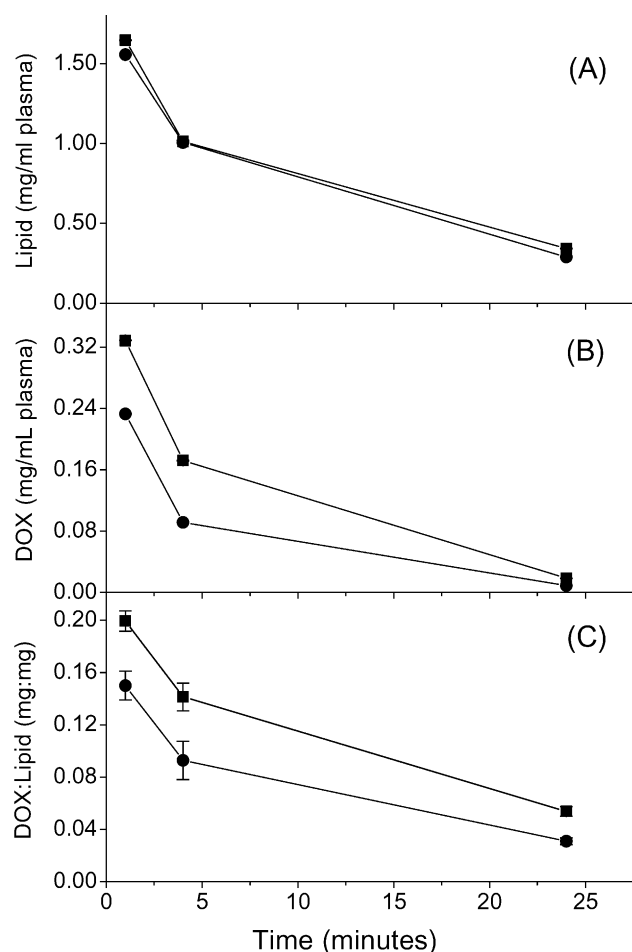 Lipid (mg/ml plasma)
1.50
1.00
0.50
0.00
(A)
DOX (mg/mL plasma)
0.32
0.24
0.16
0.08
0.00
(B)
DOX:Lipid (mg:mg)
0.20
0.16
0.12
0.08
0.04
0.00
(C)
0 5 10 15 20 25
Time (minutes)